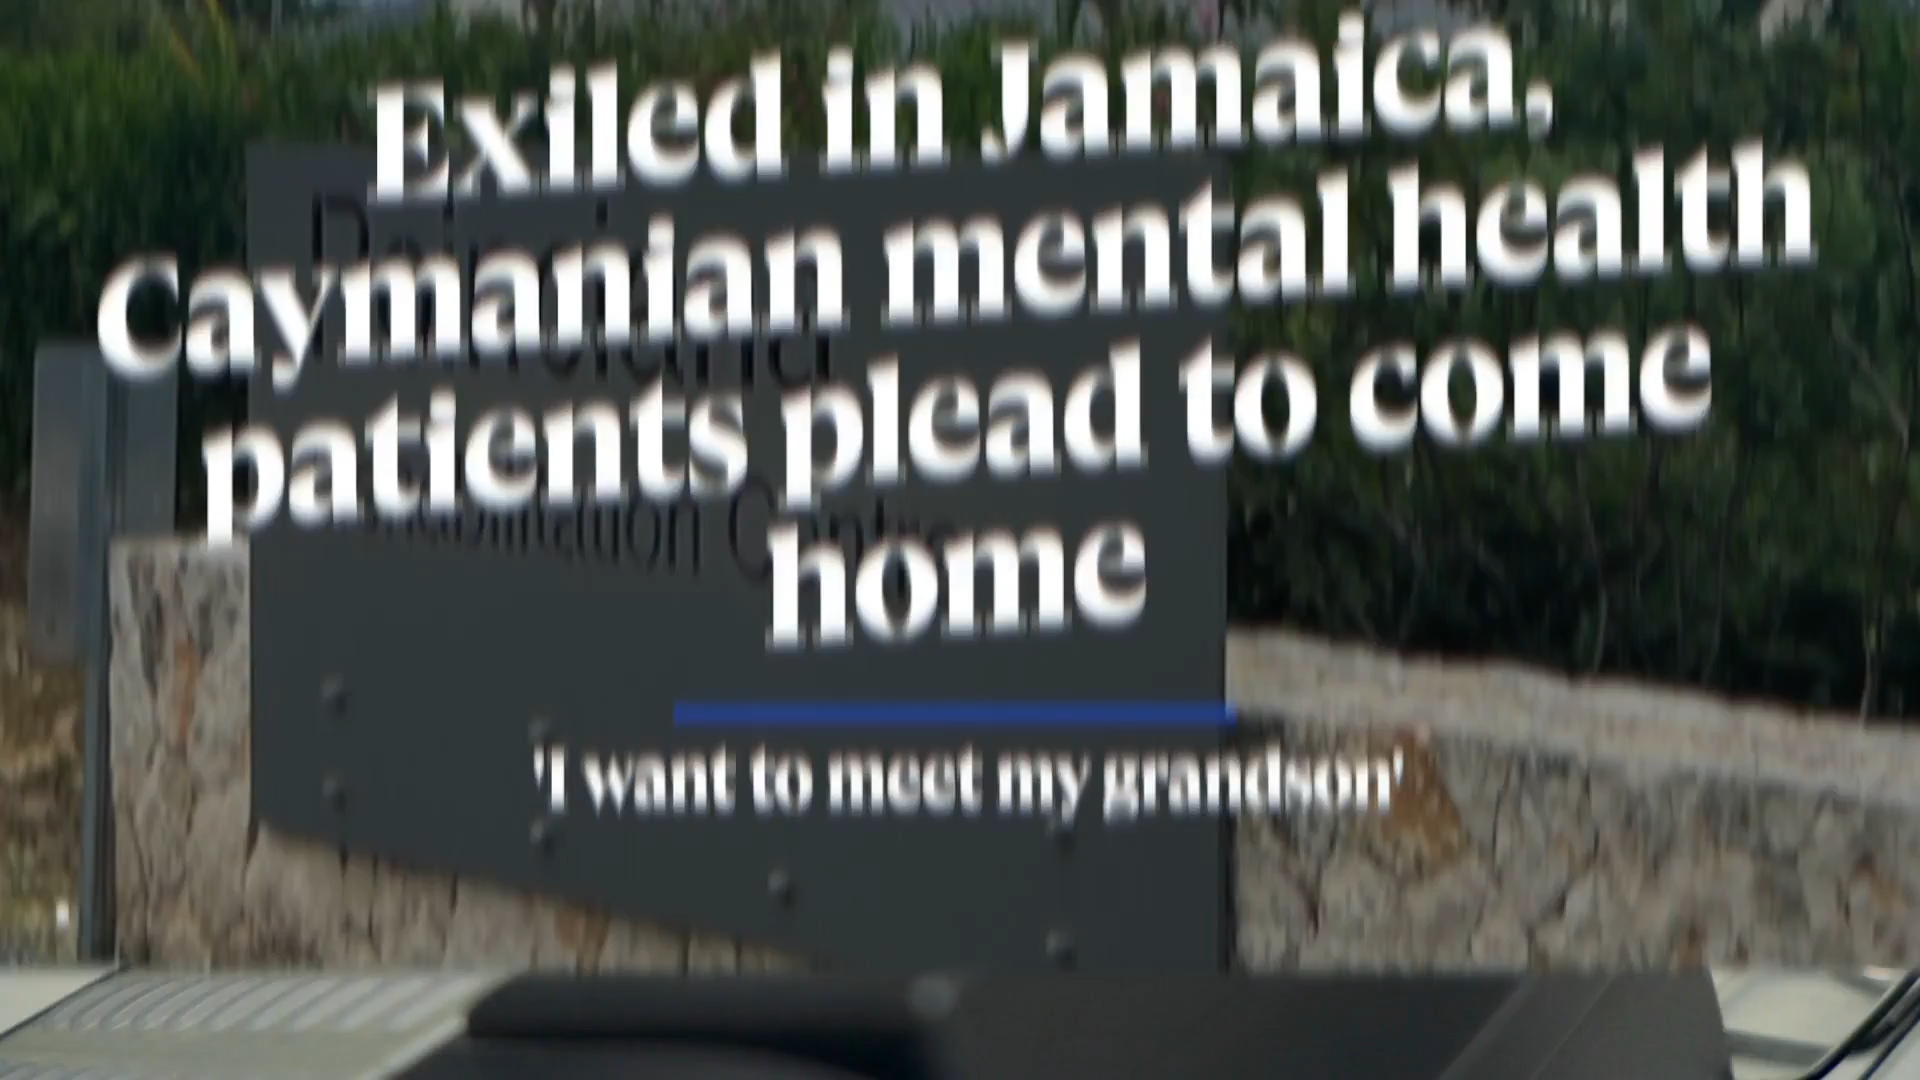 Exiled in Jamaica,
Caymanian mental health
patients plead to come
home
'I want to meet my grandson'